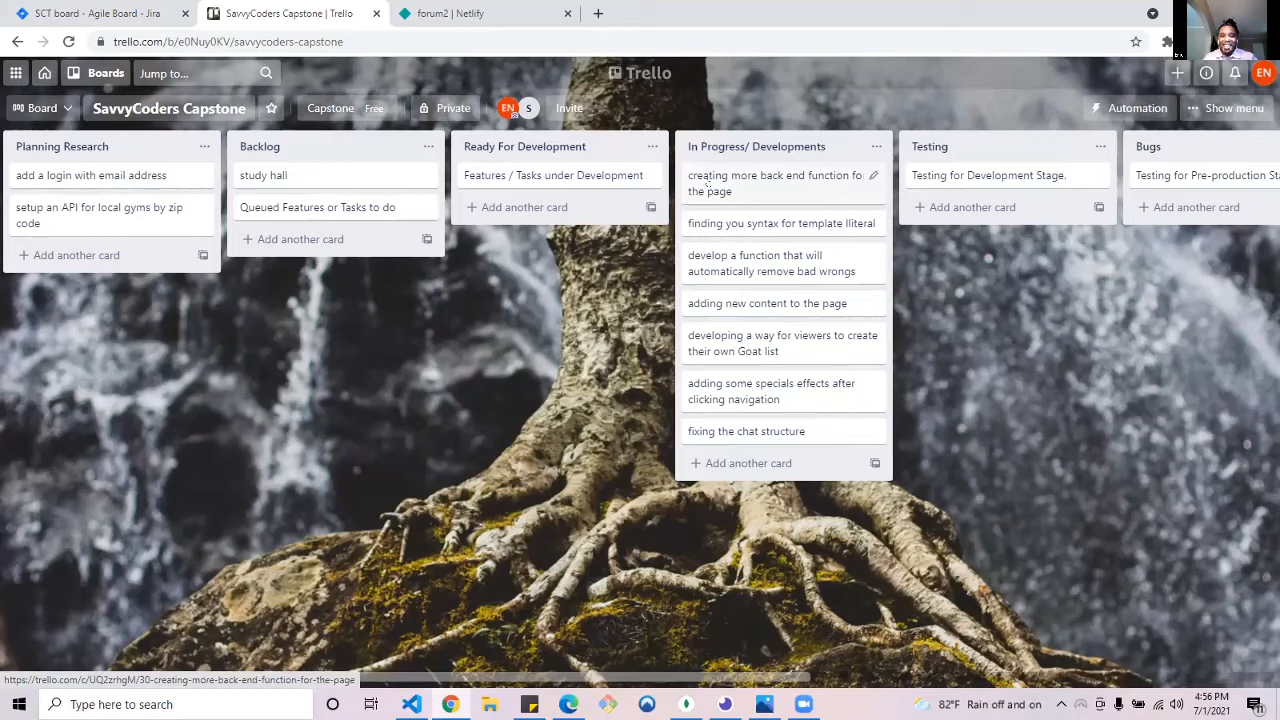 SCT board - Agile Board - Jira
SavvyCoders Capstone | Trello
forum2 | Netlify
trello.com/b/e0Nuy0KV/savvycoders-capstone
Boards
Jump to...
Trello
EN
Board
SavvyCoders Capstone
Capstone Free
Private
EN
S
Invite
Automation
Show menu
Planning Research
add a login with email address
setup an API for local gyms by zip
code
Add another card
Backlog
study hall
Queued Features or Tasks to do
Add another card
Ready For Development
Features / Tasks under Development
Add another card
In Progress/ Developments
creating more back end function for
the page
finding you syntax for template lliteral
develop a function that will
automatically remove bad wrongs
adding new content to the page
developing a way for viewers to create
their own Goat list
adding some specials effects after
clicking navigation
fixing the chat structure
Add another card
Testing
Testing for Development Stage.
Add another card
Bugs
Testing for Pre-production Sta
Add another card
https://trello.com/c/UQZzrhgM/30-creating-more-back-end-function-for-the-page
Type here to search
82°F Rain off and on
4:56 PM
7/1/2021
11